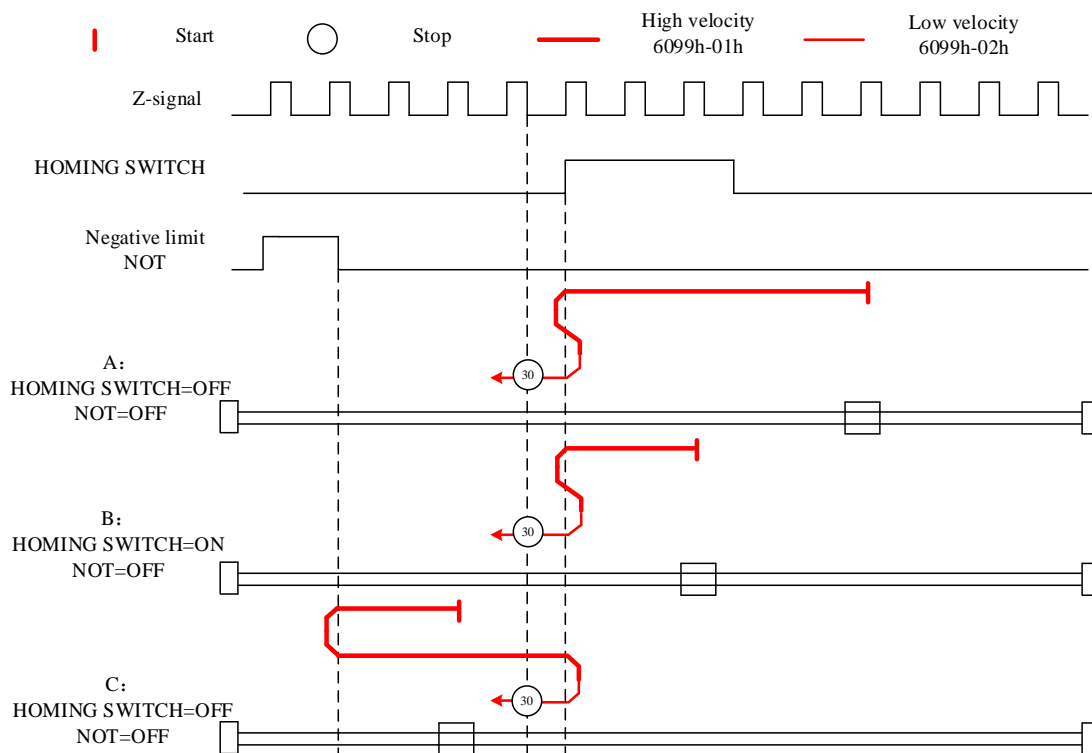 Start
Stop
High velocity
6099h-01h
Low velocity
6099h-02h
Z-signal
HOMING SWITCH
Negative limit
NOT
A：
HOMING SWITCH=OFF
NOT=OFF
30
B：
HOMING SWITCH=ON
NOT=OFF
30
C：
HOMING SWITCH=OFF
NOT=OFF
30